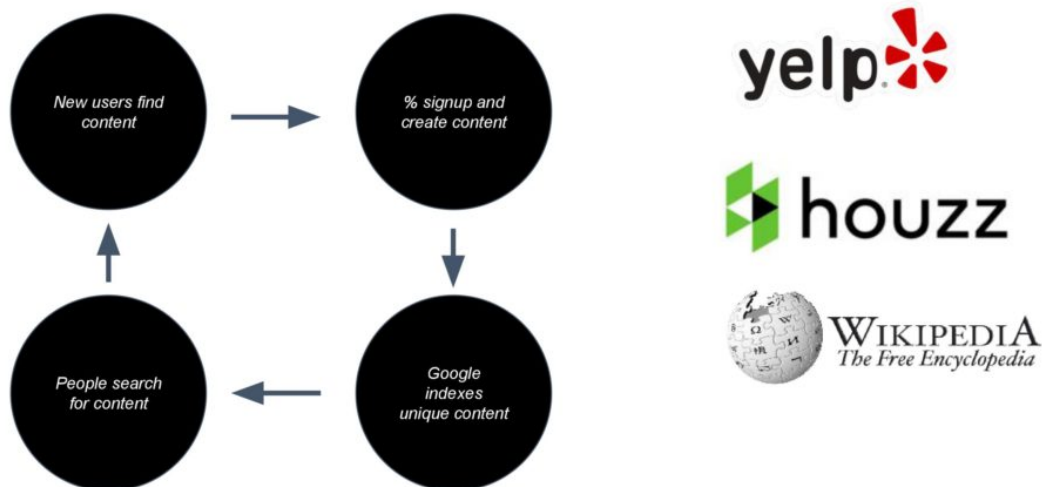 New users find
content
% signup and
create content
Google
indexes
unique content
People search
for content
yelp
houzz
WIKIPEDIA
The Free Encyclopedia